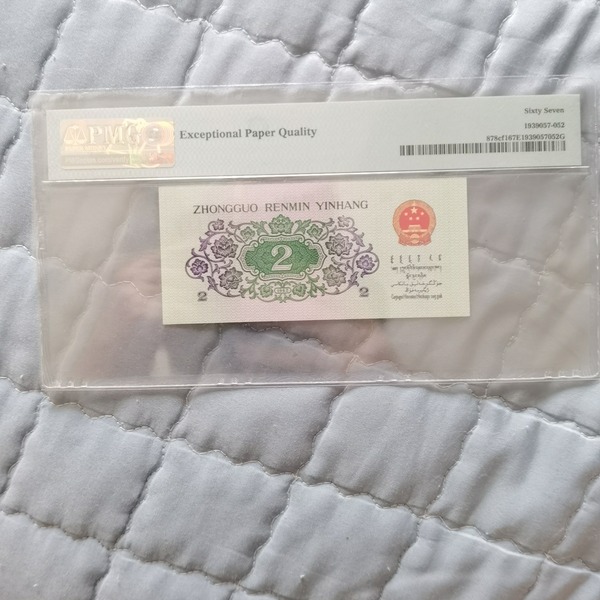 PMG
Exceptional Paper Quality
Sixty Seven
1939057-052
878cf167E1939057052G
ZHONGGUO RENMIN YINHANG
2
2
2